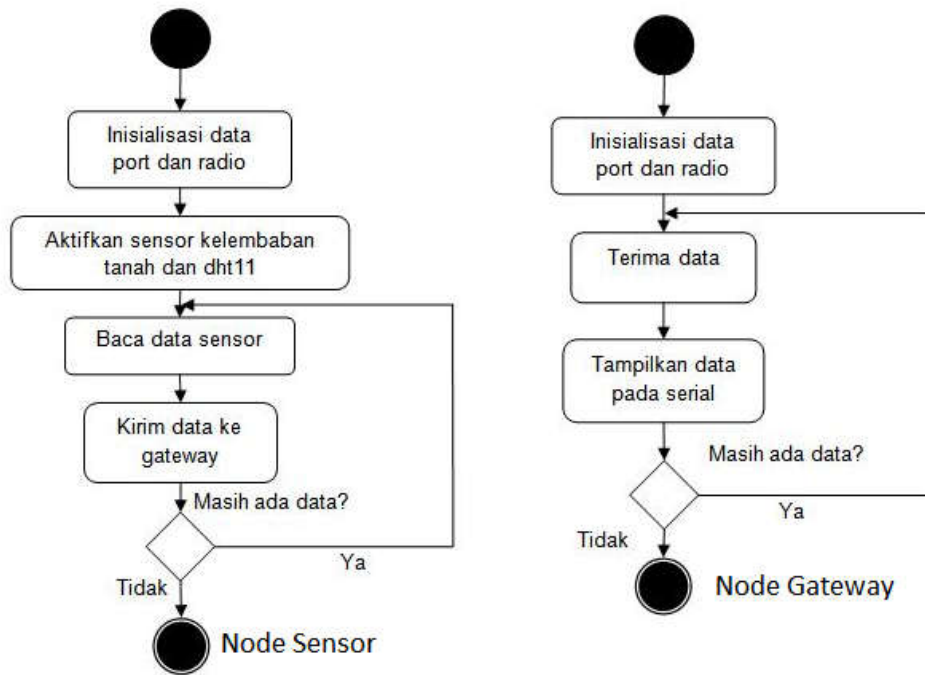 Inisialisasi data
port dan radio
Aktifkan sensor kelembaban
tanah dan dht11
Baca data sensor
Kirim data ke
gateway
Masih ada data?
Ya
Tidak
Node Sensor
Inisialisasi data
port dan radio
Terima data
Tampilkan data
pada serial
Masih ada data?
Ya
Tidak
Node Gateway